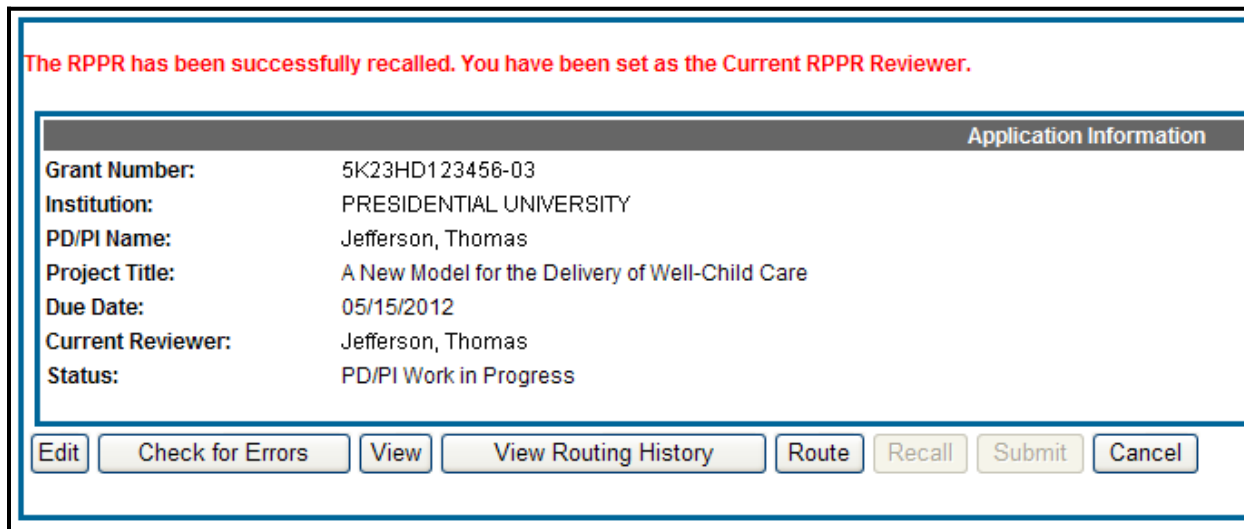 The RPPR has been successfully recalled. You have been set as the Current RPPR Reviewer.
Application Information
Grant Number: 5K23HD123456-03
Institution: PRESIDENTIAL UNIVERSITY
PD/PI Name: Jefferson, Thomas
Project Title: A New Model for the Delivery of Well-Child Care
Due Date: 05/15/2012
Current Reviewer: Jefferson, Thomas
Status: PD/PI Work in Progress
Edit Check for Errors View View Routing History Route Recall Submit Cancel